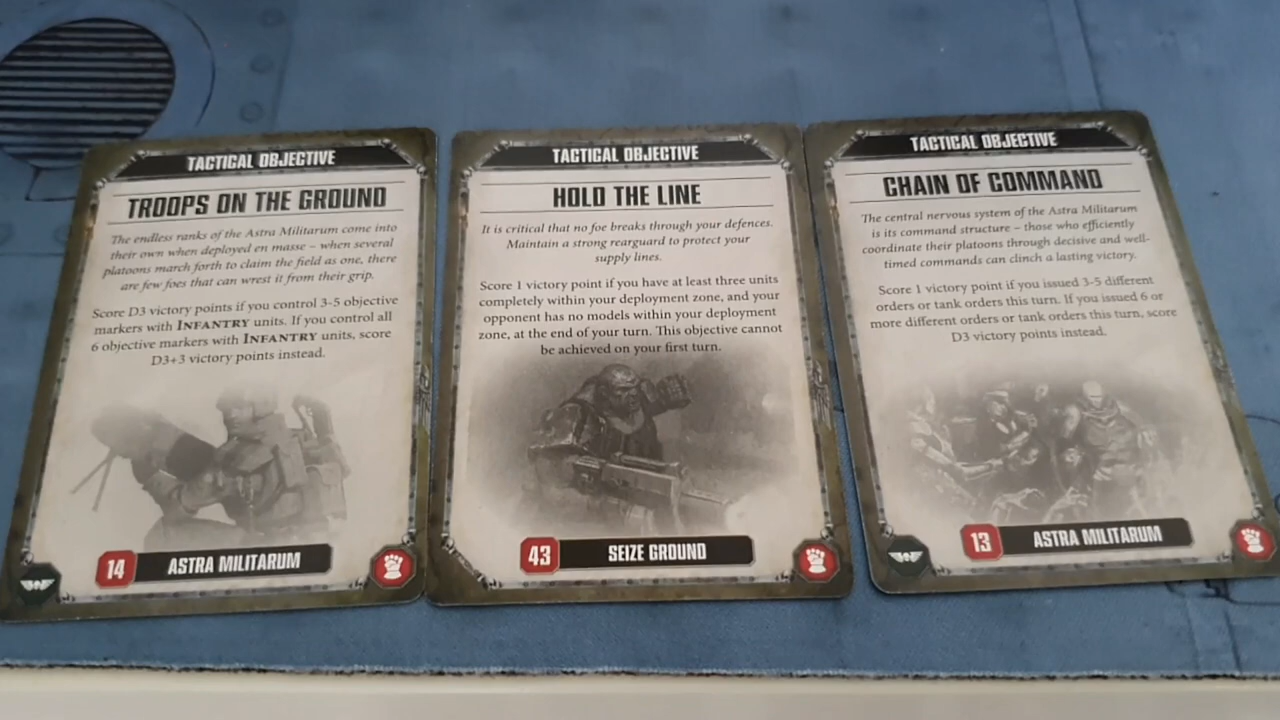 TACTICAL OBJECTIVE
TROOPS ON THE GROUND
The endless ranks of the Astra Militarum come into
their own when deployed en masse – when several
platoons march forth to claim the field as one, there
are few foes that can wrest it from their grip.
Score D3 victory points if you control 3-5 objective
markers with INFANTRY units. If you control all
6 objective markers with INFANTRY units, score
D3+3 victory points instead.
14
ASTRA MILITARUM
TACTICAL OBJECTIVE
HOLD THE LINE
It is critical that no foe breaks through your defences.
Maintain a strong rearguard to protect your
supply lines.
Score 1 victory point if you have at least three units
completely within your deployment zone, and your
opponent has no models within your deployment
zone, at the end of your turn. This objective cannot
be achieved on your first turn.
43
SEIZE GROUND
TACTICAL OBJECTIVE
CHAIN OF COMMAND
The central nervous system of the Astra Militarum
is its command structure – those who efficiently
coordinate their platoons through decisive and well-
timed commands can clinch a lasting victory.
Score 1 victory point if you issued 3-5 different
orders or tank orders this turn. If you issued 6 or
more different orders or tank orders this turn, score
D3 victory points instead.
13
ASTRA MILITARUM